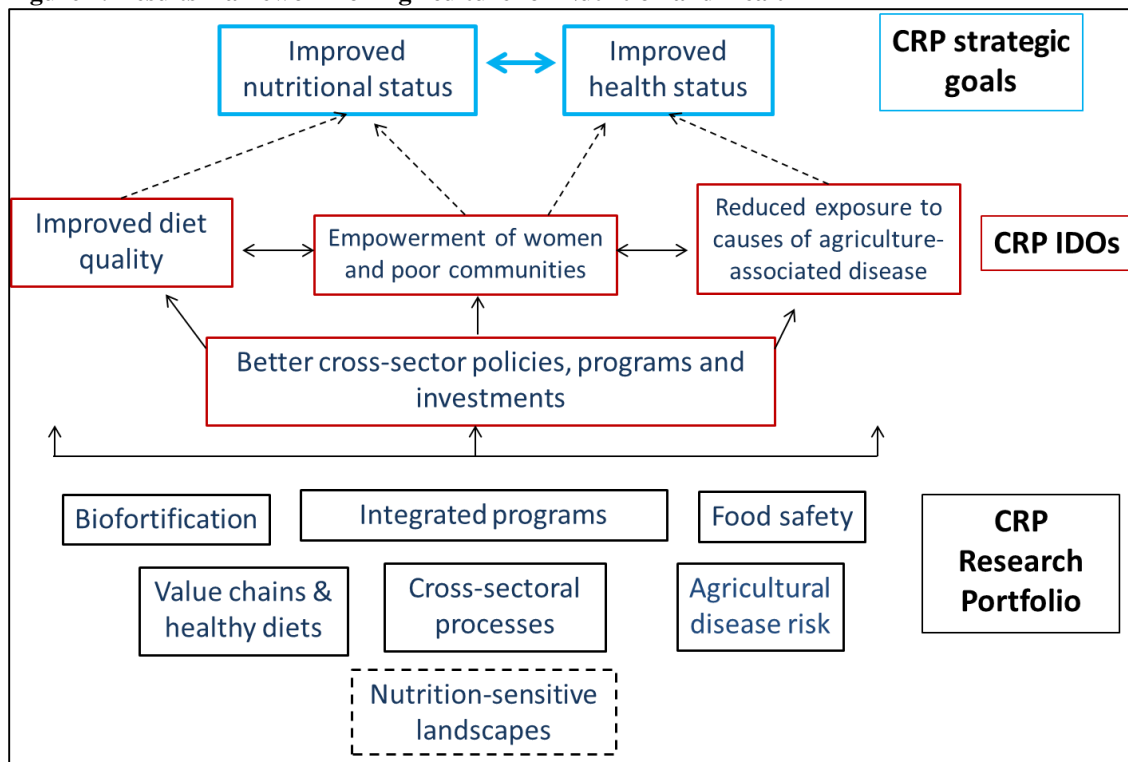 Improved
nutritional status
Improved
health status
CRP strategic
goals
Improved diet
quality
Empowerment of women
and poor communities
Reduced exposure to
causes of agriculture-
associated disease
CRP IDOs
Better cross-sector policies, programs and
investments
Biofortification
Integrated programs
Food safety
CRP
Research
Portfolio
Value chains &
healthy diets
Cross-sectoral
processes
Agricultural
disease risk
Nutrition-sensitive
landscapes